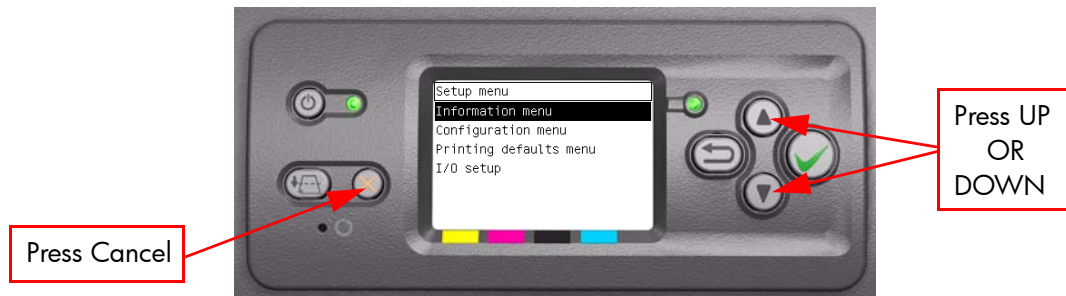 Setup menu
Information menu
Configuration menu
Printing defaults menu
I/O setup
Press UP
OR
DOWN
Press Cancel